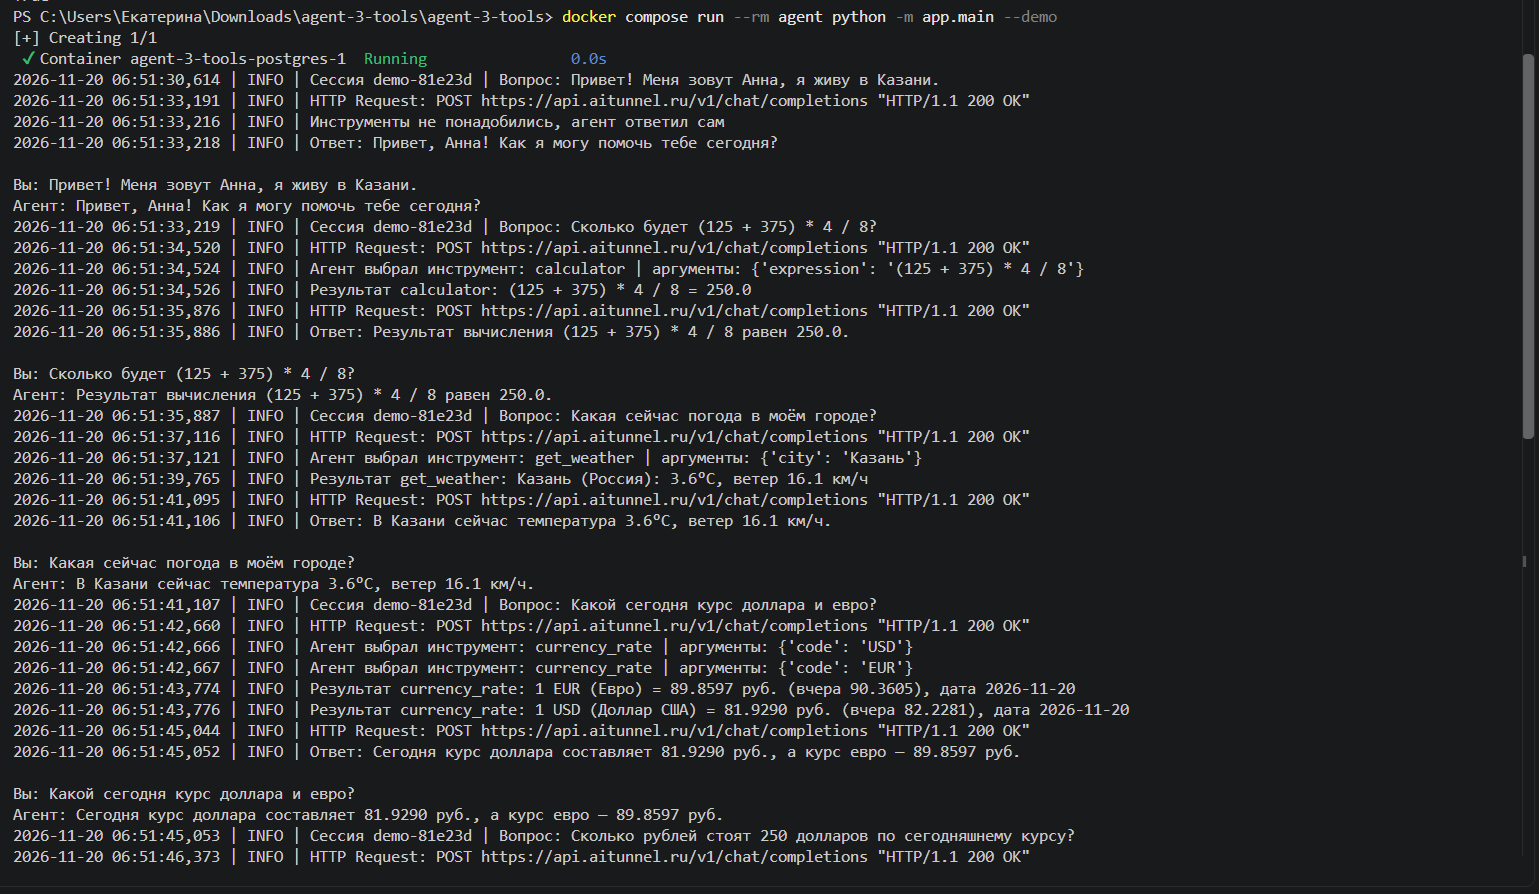 PS C:\Users\Екатерина\Downloads\agent-3-tools\agent-3-tools> docker compose run --rm agent python -m app.main --demo
[+] Creating 1/1
✓ Container agent-3-tools-postgres-1  Running  0.0s
2026-11-20 06:51:30,614 | INFO | Сессия demo-81e23d | Вопрос: Привет! Меня зовут Анна, я живу в Казани.
2026-11-20 06:51:33,191 | INFO | HTTP Request: POST https://api.aitunnel.ru/v1/chat/completions "HTTP/1.1 200 OK"
2026-11-20 06:51:33,216 | INFO | Инструменты не понадобились, агент ответил сам
2026-11-20 06:51:33,218 | INFO | Ответ: Привет, Анна! Как я могу помочь тебе сегодня?
Вы: Привет! Меня зовут Анна, я живу в Казани.
Агент: Привет, Анна! Как я могу помочь тебе сегодня?
2026-11-20 06:51:33,219 | INFO | Сессия demo-81e23d | Вопрос: Сколько будет (125 + 375) * 4 / 8?
2026-11-20 06:51:34,520 | INFO | HTTP Request: POST https://api.aitunnel.ru/v1/chat/completions "HTTP/1.1 200 OK"
2026-11-20 06:51:34,524 | INFO | Агент выбрал инструмент: calculator | аргументы: {'expression': '(125 + 375) * 4 / 8'}
2026-11-20 06:51:34,526 | INFO | Результат calculator: (125 + 375) * 4 / 8 = 250.0
2026-11-20 06:51:35,876 | INFO | HTTP Request: POST https://api.aitunnel.ru/v1/chat/completions "HTTP/1.1 200 OK"
2026-11-20 06:51:35,886 | INFO | Ответ: Результат вычисления (125 + 375) * 4 / 8 равен 250.0.
Вы: Сколько будет (125 + 375) * 4 / 8?
Агент: Результат вычисления (125 + 375) * 4 / 8 равен 250.0.
2026-11-20 06:51:35,887 | INFO | Сессия demo-81e23d | Вопрос: Какая сейчас погода в моём городе?
2026-11-20 06:51:37,116 | INFO | HTTP Request: POST https://api.aitunnel.ru/v1/chat/completions "HTTP/1.1 200 OK"
2026-11-20 06:51:37,121 | INFO | Агент выбрал инструмент: get_weather | аргументы: {'city': 'Казань'}
2026-11-20 06:51:39,765 | INFO | Результат get_weather: Казань (Россия): 3.6°C, ветер 16.1 км/ч
2026-11-20 06:51:41,095 | INFO | HTTP Request: POST https://api.aitunnel.ru/v1/chat/completions "HTTP/1.1 200 OK"
2026-11-20 06:51:41,106 | INFO | Ответ: В Казани сейчас температура 3.6°C, ветер 16.1 км/ч.
Вы: Какая сейчас погода в моём городе?
Агент: В Казани сейчас температура 3.6°C, ветер 16.1 км/ч.
2026-11-20 06:51:41,107 | INFO | Сессия demo-81e23d | Вопрос: Какой сегодня курс доллара и евро?
2026-11-20 06:51:42,660 | INFO | HTTP Request: POST https://api.aitunnel.ru/v1/chat/completions "HTTP/1.1 200 OK"
2026-11-20 06:51:42,666 | INFO | Агент выбрал инструмент: currency_rate | аргументы: {'code': 'USD'}
2026-11-20 06:51:42,667 | INFO | Агент выбрал инструмент: currency_rate | аргументы: {'code': 'EUR'}
2026-11-20 06:51:43,774 | INFO | Результат currency_rate: 1 EUR (Евро) = 89.8597 руб. (вчера 90.3605), дата 2026-11-20
2026-11-20 06:51:43,776 | INFO | Результат currency_rate: 1 USD (Доллар США) = 81.9290 руб. (вчера 82.2281), дата 2026-11-20
2026-11-20 06:51:45,044 | INFO | HTTP Request: POST https://api.aitunnel.ru/v1/chat/completions "HTTP/1.1 200 OK"
2026-11-20 06:51:45,052 | INFO | Ответ: Сегодня курс доллара составляет 81.9290 руб., а курс евро — 89.8597 руб.
Вы: Какой сегодня курс доллара и евро?
Агент: Сегодня курс доллара составляет 81.9290 руб., а курс евро — 89.8597 руб.
2026-11-20 06:51:45,053 | INFO | Сессия demo-81e23d | Вопрос: Сколько рублей стоят 250 долларов по сегодняшнему курсу?
2026-11-20 06:51:46,373 | INFO | HTTP Request: POST https://api.aitunnel.ru/v1/chat/completions "HTTP/1.1 200 OK"